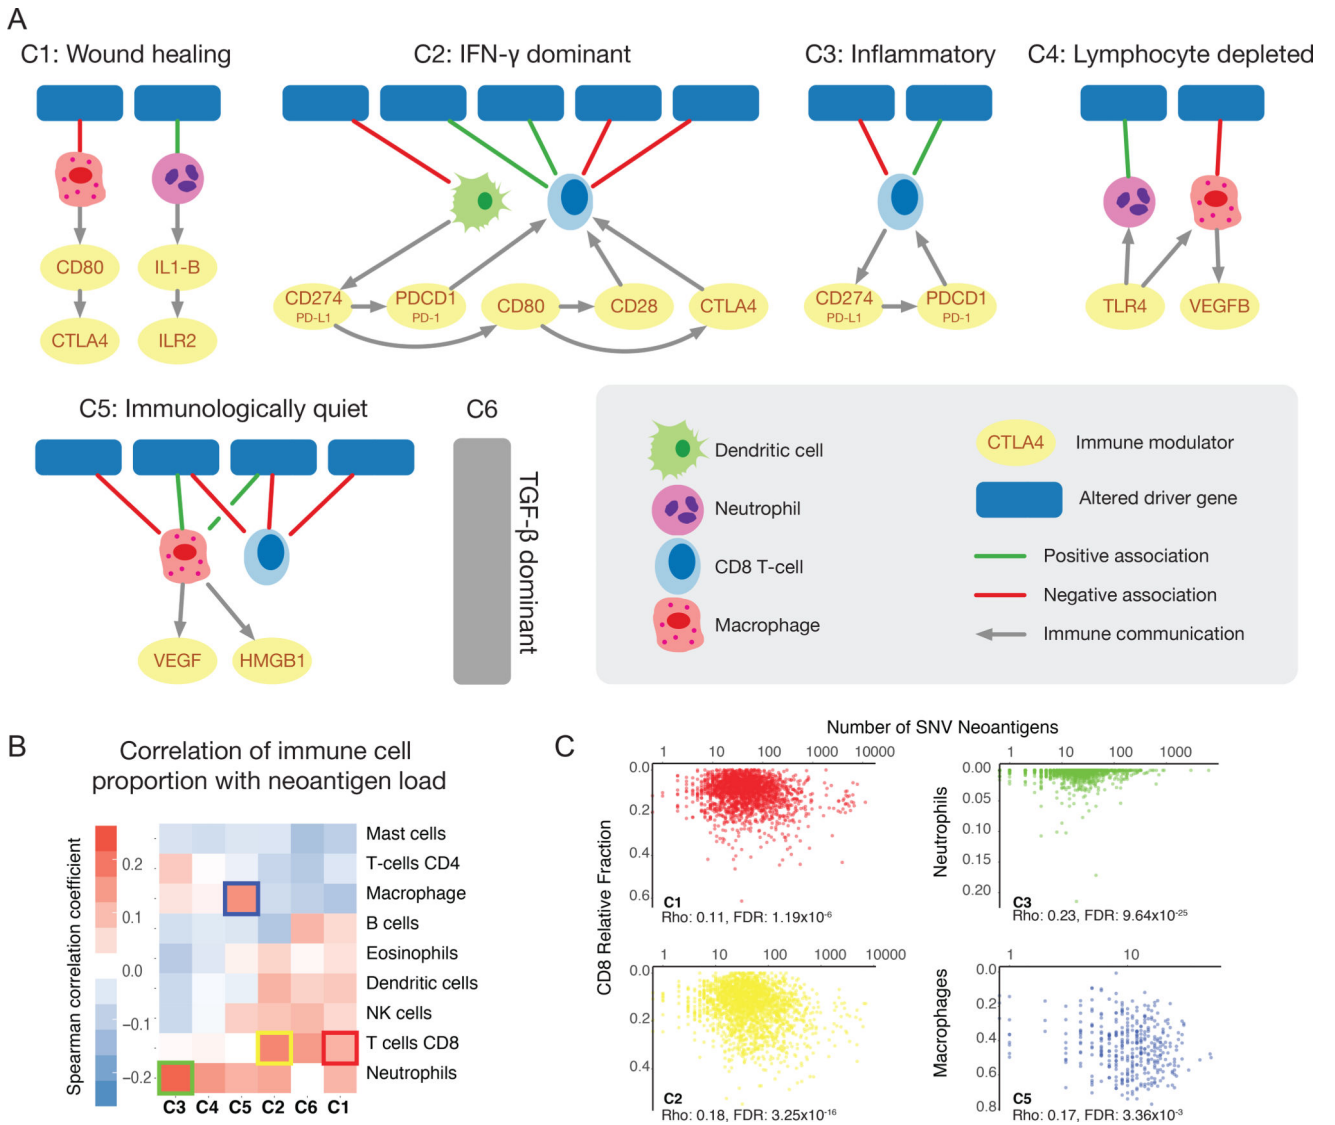 A
C1: Wound healing
C2: IFN-γ dominant
C3: Inflammatory
C4: Lymphocyte depleted
CD80
IL1-B
CTLA4
ILR2
CD274
PD-L1
PDCD1
PD-1
CD80
CD28
CTLA4
CD274
PD-L1
PDCD1
PD-1
TLR4
VEGFB
C5: Immunologically quiet
C6
TGF-β dominant
VEGF
HMGB1
Dendritic cell
Neutrophil
CD8 T-cell
Macrophage
CTLA4
Immune modulator
Altered driver gene
Positive association
Negative association
Immune communication
B
Correlation of immune cell
proportion with neoantigen load
Spearman correlation coefficient
0.2
0.1
0.0
−0.1
−0.2
Mast cells
T-cells CD4
Macrophage
B cells
Eosinophils
Dendritic cells
NK cells
T cells CD8
Neutrophils
C3 C4 C5 C2 C6 C1
C
Number of SNV Neoantigens
CD8 Relative Fraction
1 10 100 1000 10000
0.0
0.2
0.4
0.6
C1
Rho: 0.11, FDR: 1.19x10-6
Neutrophils
1 10 100 1000
0.00
0.05
0.10
0.15
0.20
C3
Rho: 0.23, FDR: 9.64x10-25
1 10 100 1000 10000
0.0
0.2
0.4
C2
Rho: 0.18, FDR: 3.25x10-16
Macrophages
1 10
0.0
0.2
0.4
0.6
0.8
C5
Rho: 0.17, FDR: 3.36x10-3